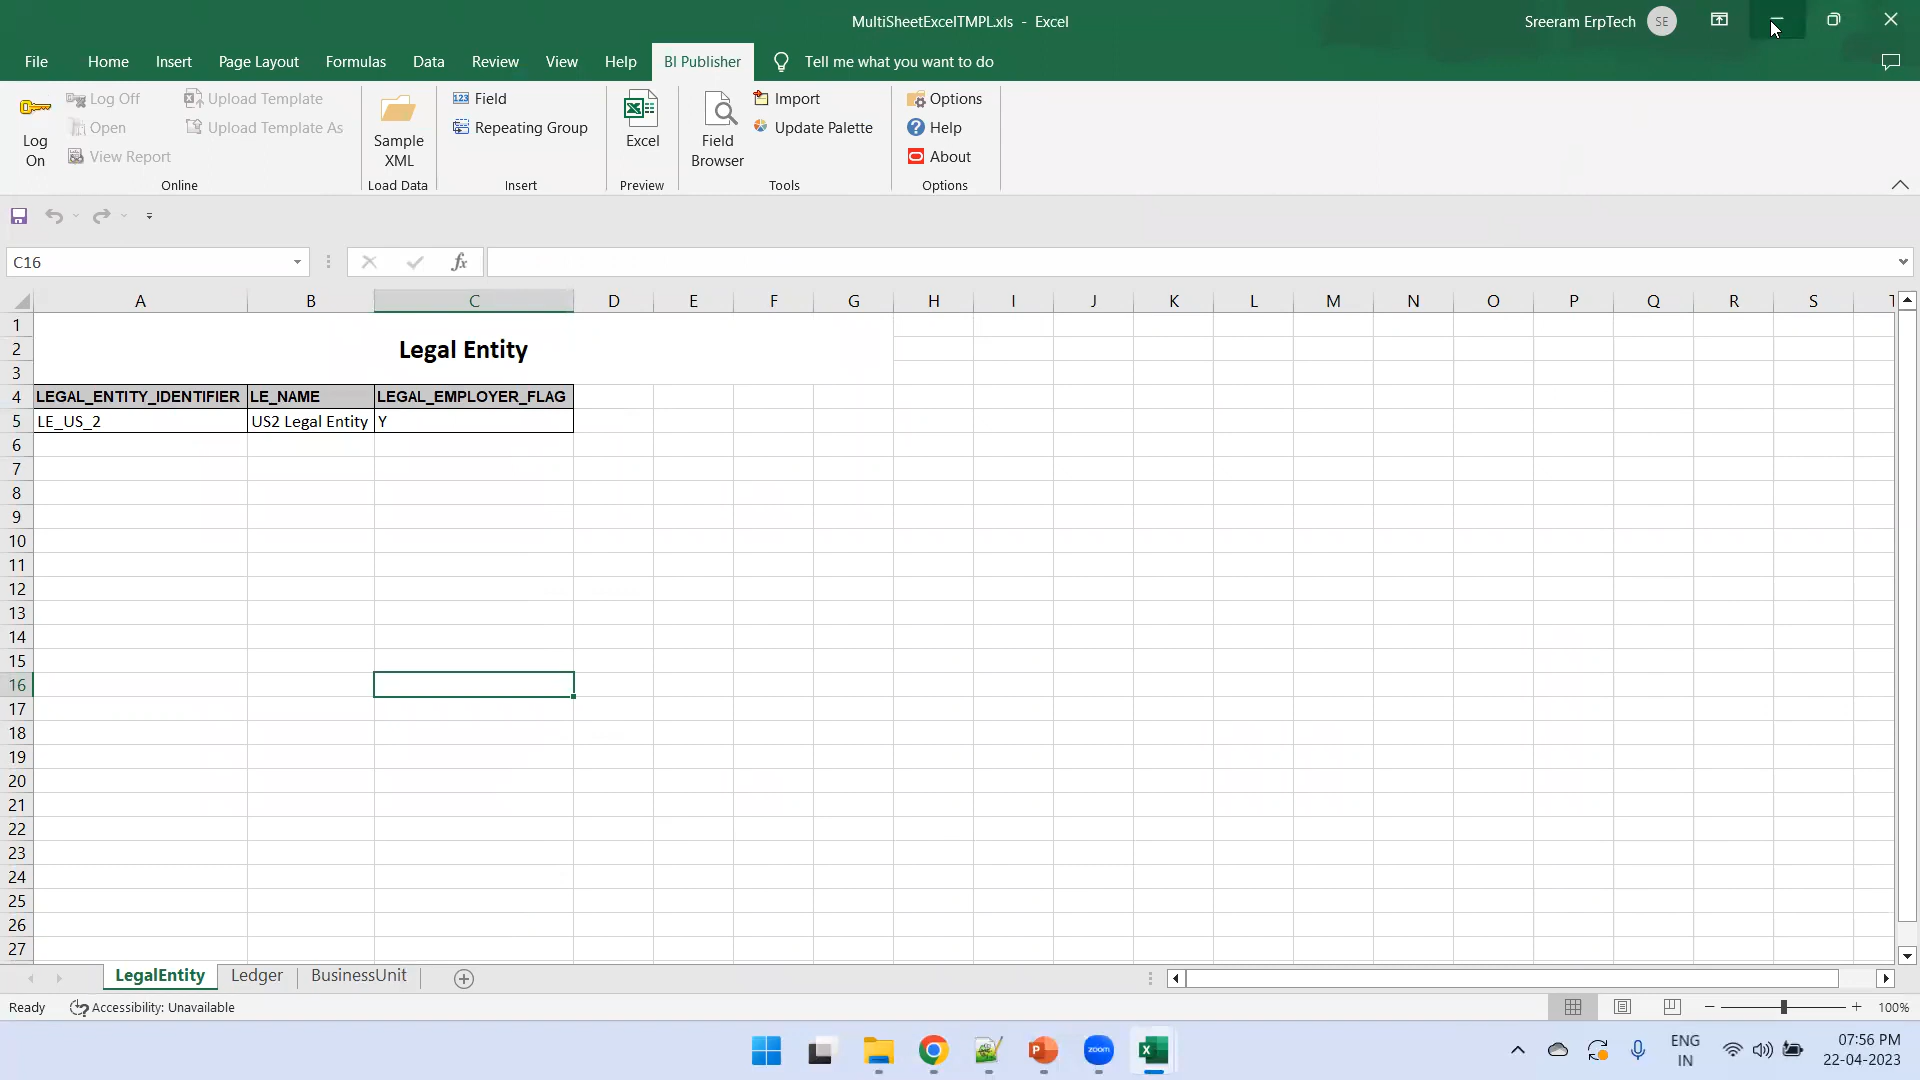 MultiSheetExcelTMPL.xls - Excel
Sreeram ErpTech SE
File Home Insert Page Layout Formulas Data Review View Help BI Publisher Tell me what you want to do
Log On
Log Off
Open
View Report
Upload Template
Upload Template As
Online
Sample XML
Load Data
123 Field
Repeating Group
Insert
Excel
Preview
Field Browser
Import
Update Palette
Tools
Options
Help
About
Options
C16
fx
A B C D E F G H I J K L M N O P Q R S T
1
2 Legal Entity
3
4 LEGAL_ENTITY_IDENTIFIER LE_NAME LEGAL_EMPLOYER_FLAG
5 LE_US_2 US2 Legal Entity Y
6
7
8
9
10
11
12
13
14
15
16
17
18
19
20
21
22
23
24
25
26
27
LegalEntity Ledger BusinessUnit
Ready Accessibility: Unavailable 100%
zoom
ENG
IN
07:56 PM
22-04-2023